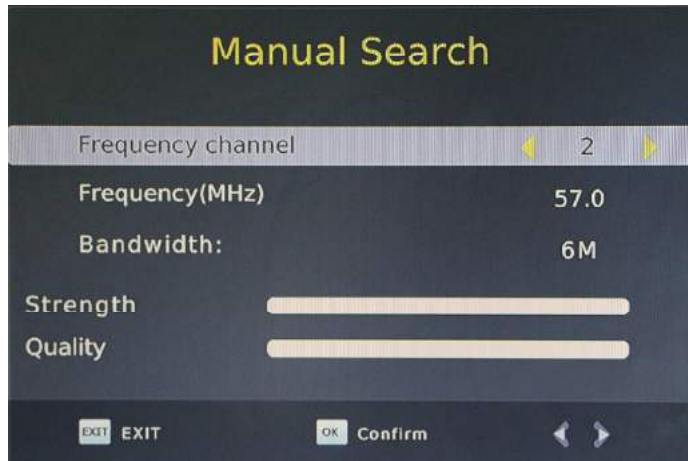 Manual Search
Frequency channel 2
Frequency(MHz) 57.0
Bandwidth: 6M
Strength
Quality
EXIT EXIT OK Confirm